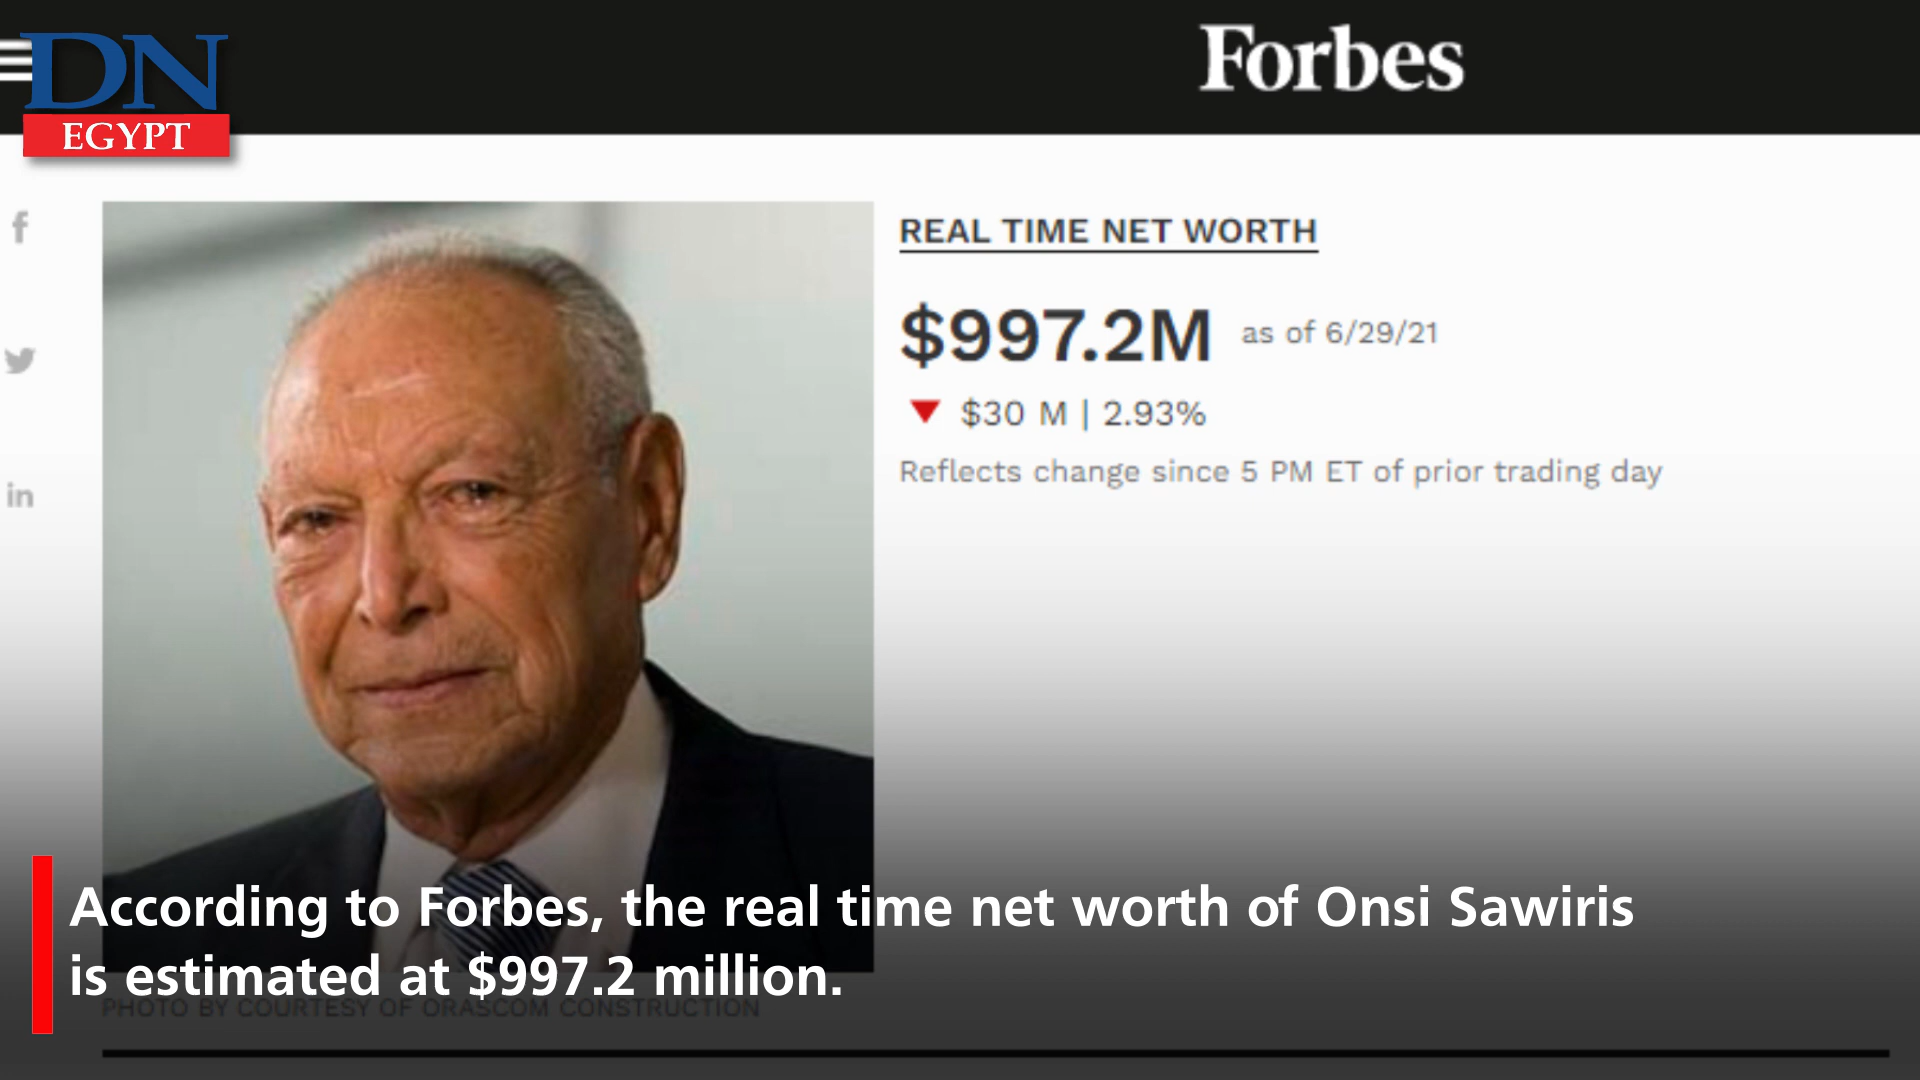 DN
EGYPT
Forbes
f
in
REAL TIME NET WORTH
$997.2M as of 6/29/21
▼ $30 M | 2.93%
Reflects change since 5 PM ET of prior trading day
According to Forbes, the real time net worth of Onsi Sawiris
is estimated at $997.2 million.
PHOTO BY COURTESY OF ORASCOM CONSTRUCTION